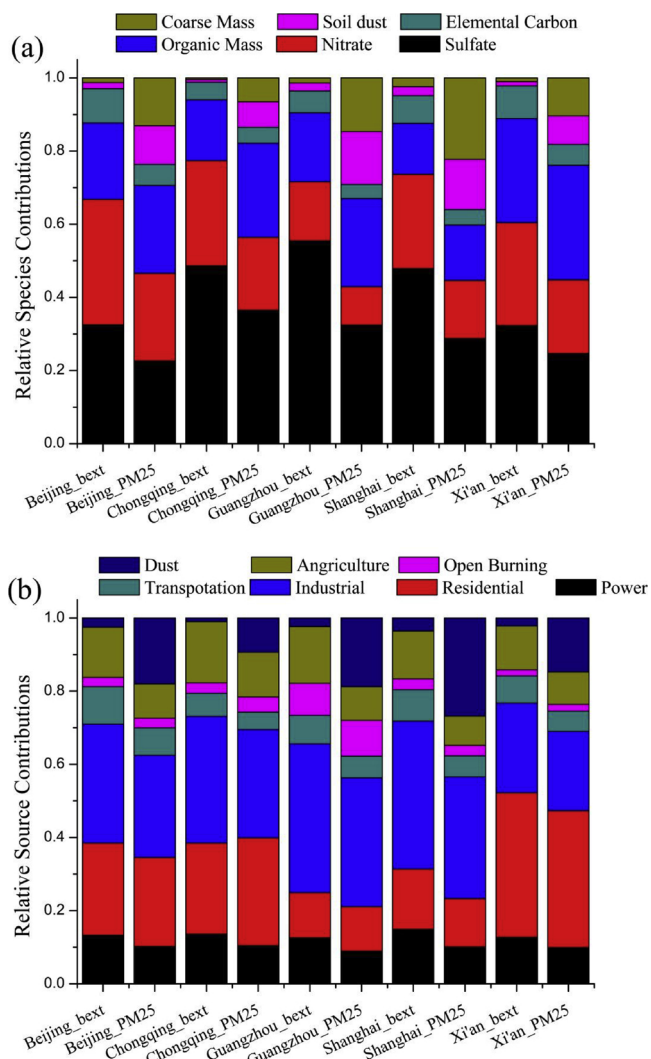 (a)
Coarse Mass Soil dust Elemental Carbon
Organic Mass Nitrate Sulfate
Relative Species Contributions
1.0
0.8
0.6
0.4
0.2
0.0
Beijing_bext
Beijing_PM25
Chongqing_bext
Chongqing_PM25
Guangzhou_bext
Guangzhou_PM25
Shanghai_bext
Shanghai_PM25
Xi'an_bext
Xi'an_PM25
(b)
Dust Angriculture Open Burning
Transpotation Industrial Residential Power
Relative Source Contributions
1.0
0.8
0.6
0.4
0.2
0.0
Beijing_bext
Beijing_PM25
Chongqing_bext
Chongqing_PM25
Guangzhou_bext
Guangzhou_PM25
Shanghai_bext
Shanghai_PM25
Xi'an_bext
Xi'an_PM25